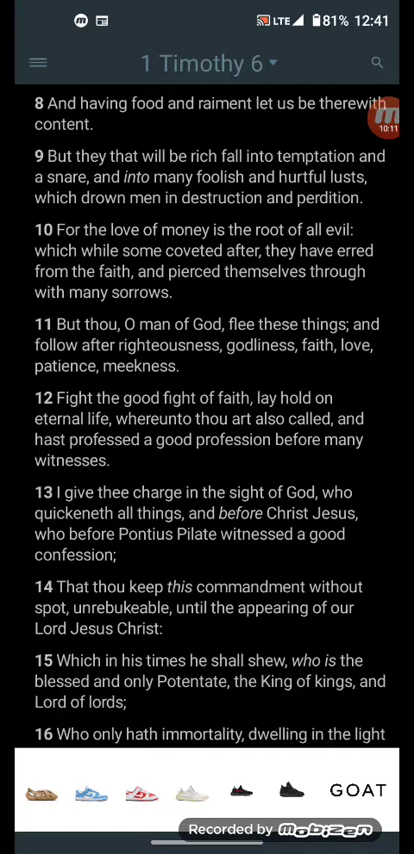 LTE 81% 12:41
1 Timothy 6
8 And having food and raiment let us be therewith
content.
10:11
9 But they that will be rich fall into temptation and
a snare, and into many foolish and hurtful lusts,
which drown men in destruction and perdition.
10 For the love of money is the root of all evil:
which while some coveted after, they have erred
from the faith, and pierced themselves through
with many sorrows.
11 But thou, O man of God, flee these things; and
follow after righteousness, godliness, faith, love,
patience, meekness.
12 Fight the good fight of faith, lay hold on
eternal life, whereunto thou art also called, and
hast professed a good profession before many
witnesses.
13 I give thee charge in the sight of God, who
quickeneth all things, and before Christ Jesus,
who before Pontius Pilate witnessed a good
confession;
14 That thou keep this commandment without
spot, unrebukeable, until the appearing of our
Lord Jesus Christ:
15 Which in his times he shall shew, who is the
blessed and only Potentate, the King of kings, and
Lord of lords;
16 Who only hath immortality, dwelling in the light
GOAT
Recorded by mobizen